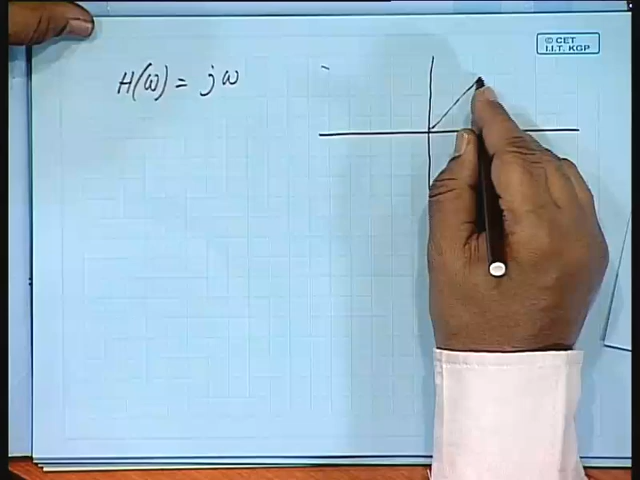 © CET
I.I.T. KGP
H(ω) = jω